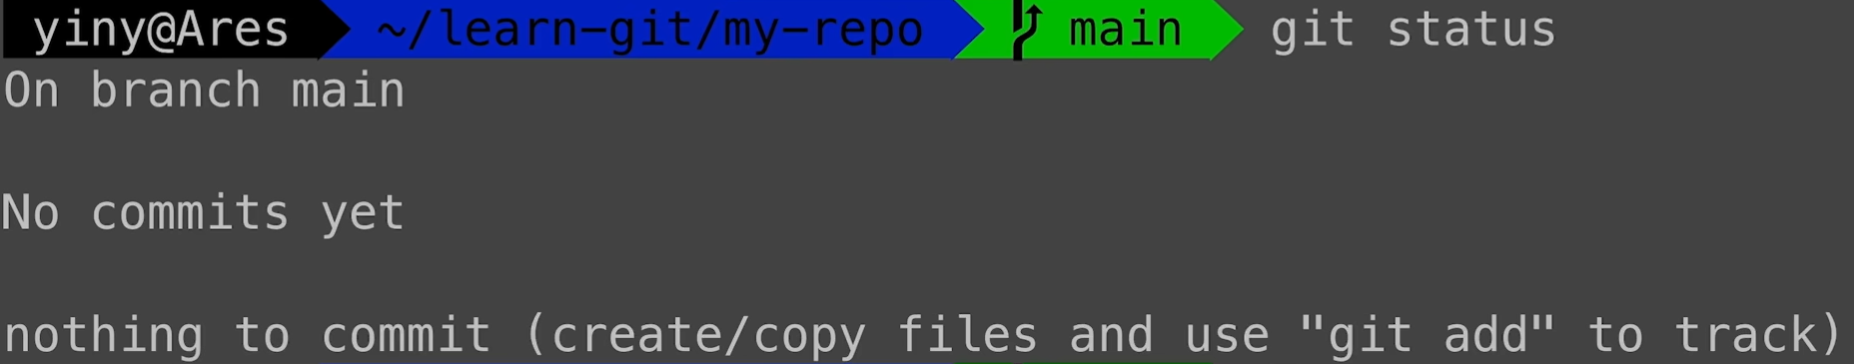 yiny@Ares ~/learn-git/my-repo main git status
On branch main
No commits yet
nothing to commit (create/copy files and use "git add" to track)